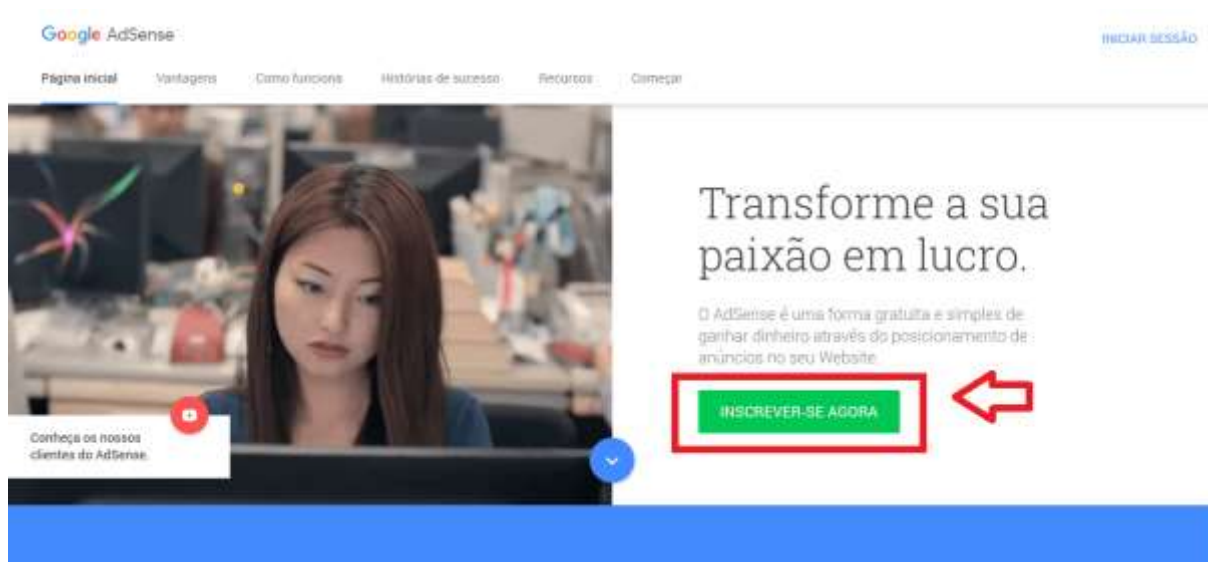 Google AdSense
INICIAR SESSÃO
Página inicial Vantagens Como funciona Histórias de sucesso Recursos Começar
Transforme a sua
paixão em lucro.
O AdSense é uma forma gratuita e simples de
ganhar dinheiro através do posicionamento de
anúncios no seu Website.
INSCREVER-SE AGORA
Conheça os nossos
clientes do AdSense.